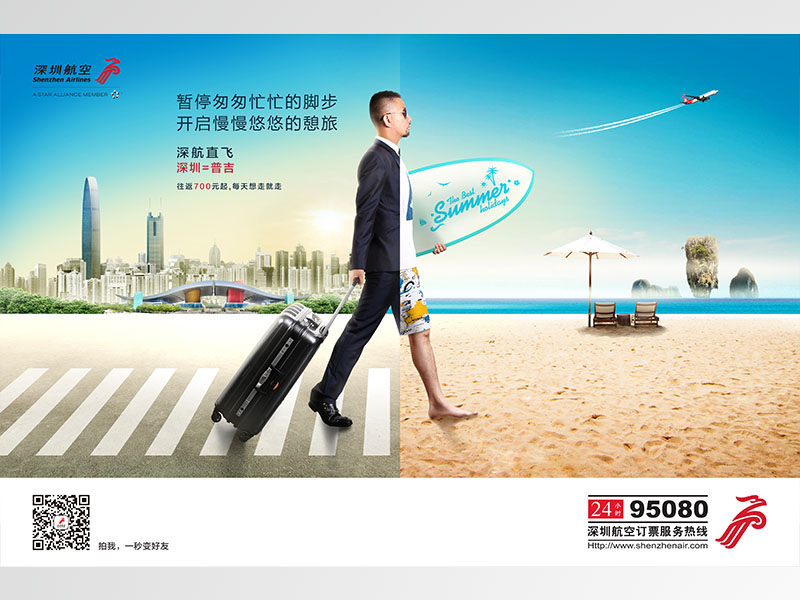 深圳航空
Shenzhen Airlines
A STAR ALLIANCE MEMBER
暂停匆匆忙忙的脚步
开启慢慢悠悠的憩旅
深航直飞
深圳=普吉
往返700元起,每天想走就走
The Best
Summer
holidays
拍我，一秒变好友
24小时 95080
深圳航空订票服务热线
Http://www.shenzhenair.com